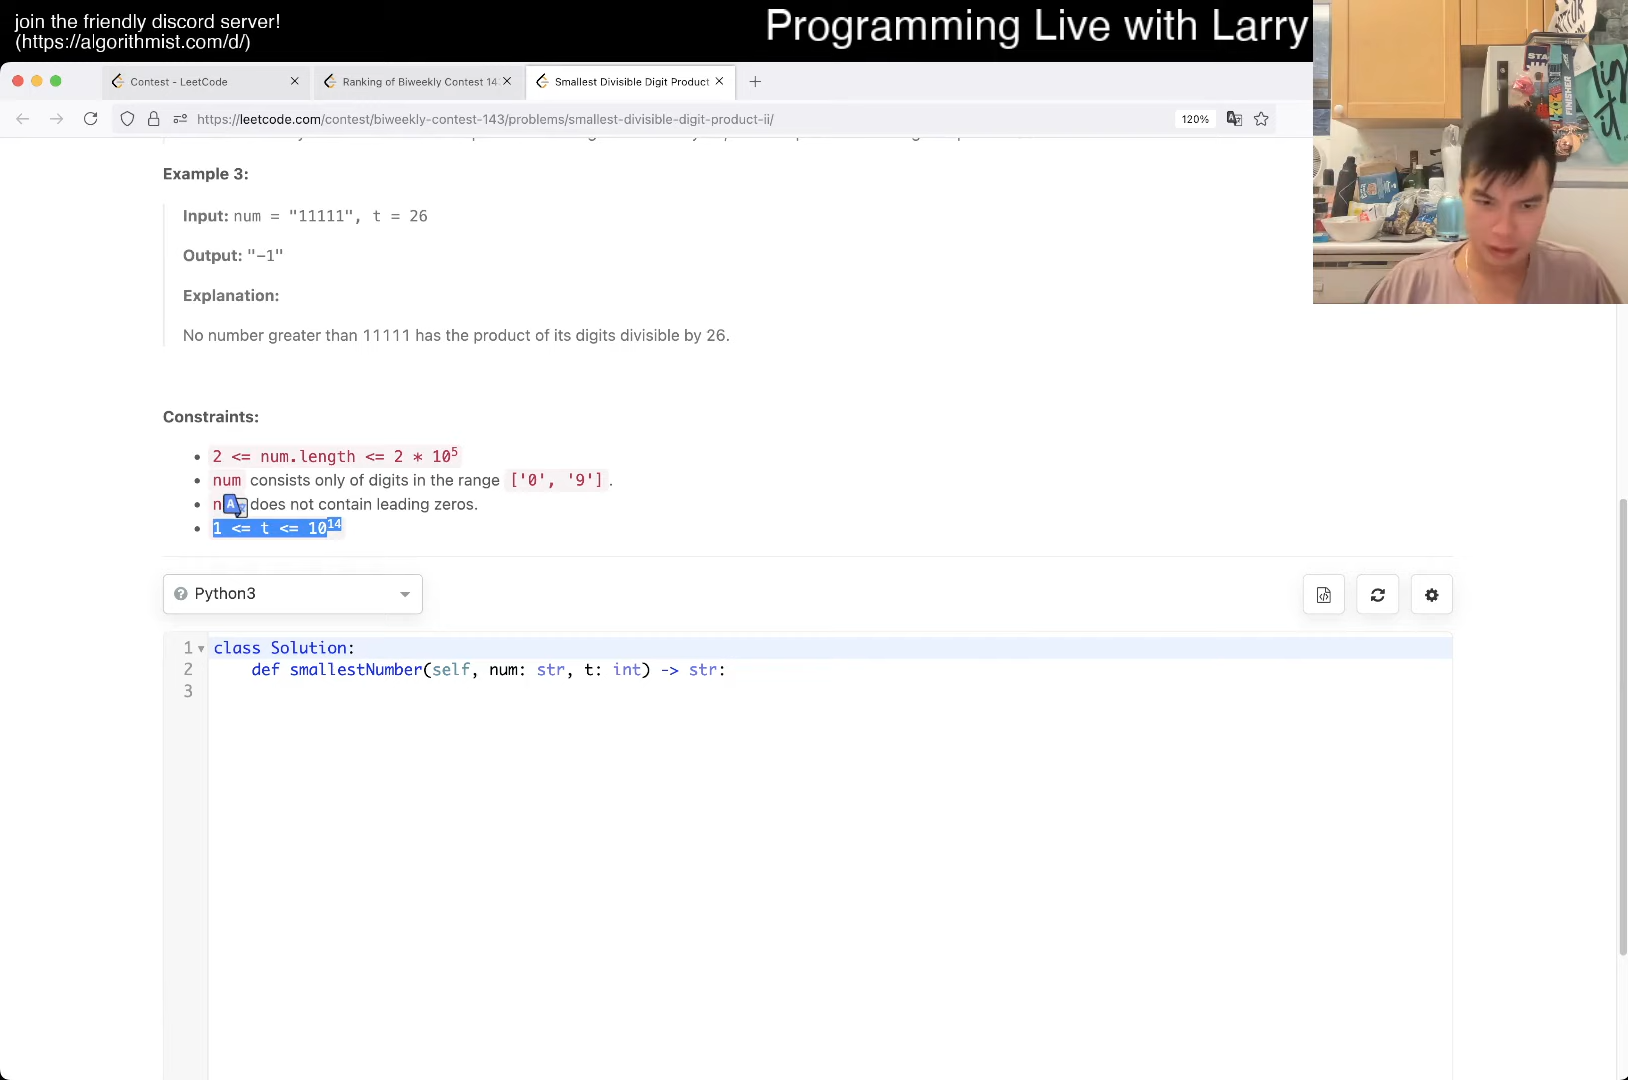 join the friendly discord server!
(https://algorithmist.com/d/)
Programming Live with Larry
Contest - LeetCode
Ranking of Biweekly Contest 14
Smallest Divisible Digit Product
https://leetcode.com/contest/biweekly-contest-143/problems/smallest-divisible-digit-product-ii/
120%
Example 3:
Input: num = "11111", t = 26
Output: "-1"
Explanation:
No number greater than 11111 has the product of its digits divisible by 26.
Constraints:
2 <= num.length <= 2 * 10^5
num consists only of digits in the range ['0', '9'].
n does not contain leading zeros.
1 <= t <= 10^14
Python3
1 class Solution:
2 def smallestNumber(self, num: str, t: int) -> str:
3